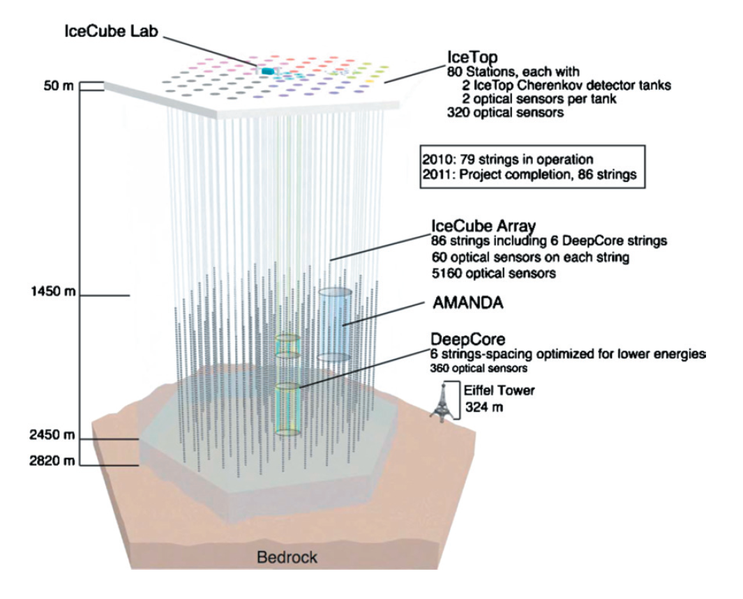 IceCube Lab
IceTop
80 Stations, each with
2 IceTop Cherenkov detector tanks
2 optical sensors per tank
320 optical sensors
50 m
2010: 79 strings in operation
2011: Project completion, 86 strings
IceCube Array
86 strings including 6 DeepCore strings
60 optical sensors on each string
5160 optical sensors
1450 m
AMANDA
DeepCore
6 strings-spacing optimized for lower energies
360 optical sensors
Eiffel Tower
324 m
2450 m
2820 m
Bedrock